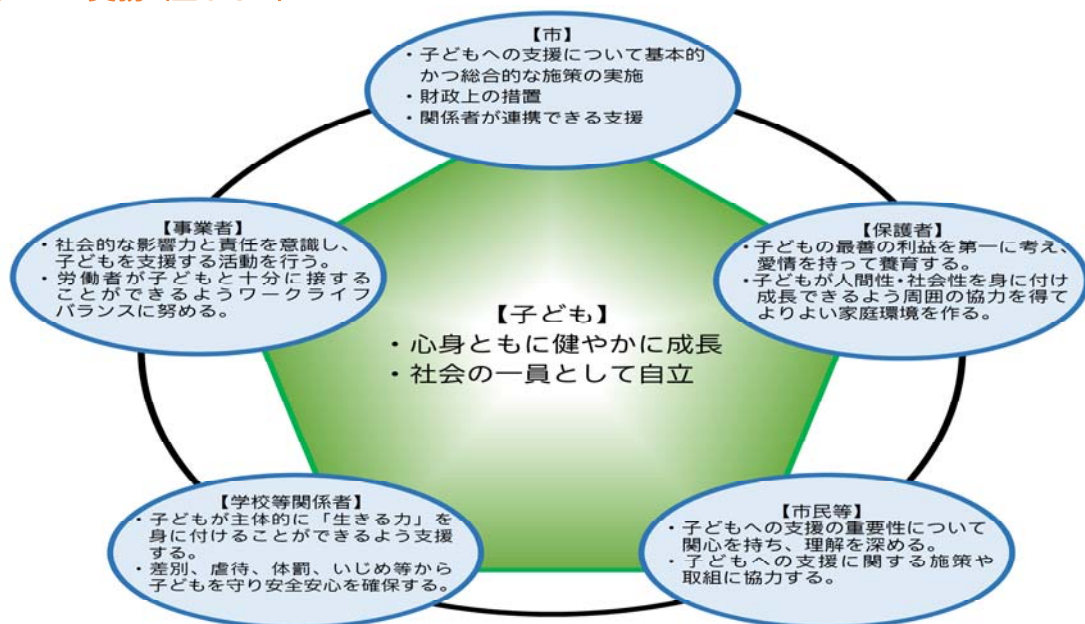 【市】
・子どもへの支援について基本的
かつ総合的な施策の実施
・財政上の措置
・関係者が連携できる支援
【事業者】
・社会的な影響力と責任を意識し、
子どもを支援する活動を行う。
・労働者が子どもと十分に接する
ことができるようワークライフ
バランスに努める。
【保護者】
・子どもの最善の利益を第一に考え、
愛情を持って養育する。
・子どもが人間性・社会性を身に付け
成長できるよう周囲の協力を得て
よりよい家庭環境を作る。
【子ども】
・心身ともに健やかに成長
・社会の一員として自立
【学校等関係者】
・子どもが主体的に「生きる力」を
身に付けることができるよう支援
する。
・差別、虐待、体罰、いじめ等から
子どもを守り安全安心を確保する。
【市民等】
・子どもへの支援の重要性について
関心を持ち、理解を深める。
・子どもへの支援に関する施策や
取組に協力する。